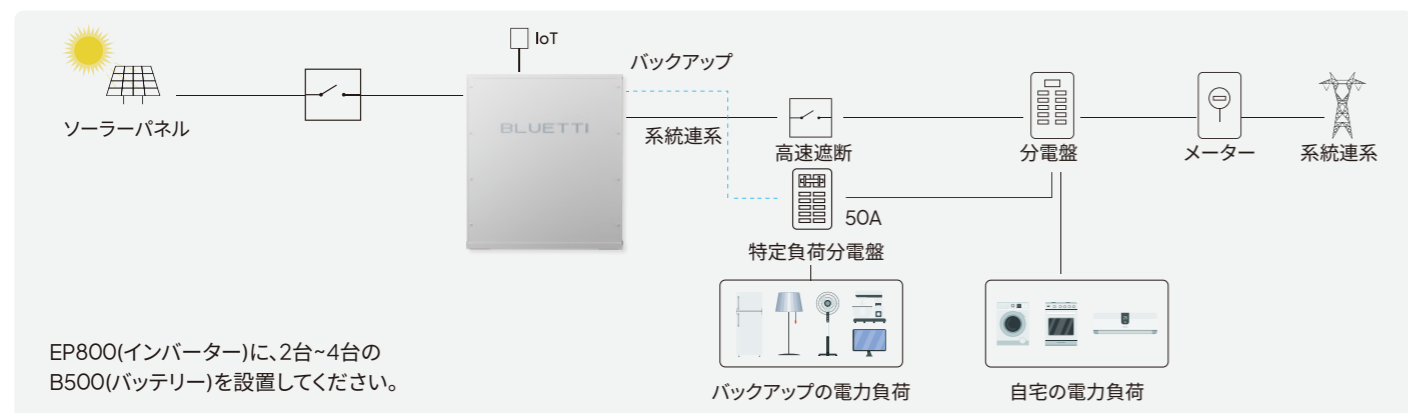 IoT
バックアップ
ソーラーパネル
BLUETTI
系統連系
高速遮断
分電盤
メーター
系統連系
50A
特定負荷分電盤
EP800(インバーター)に、2台~4台の
B500(バッテリー)を設置してください。
バックアップの電力負荷
自宅の電力負荷